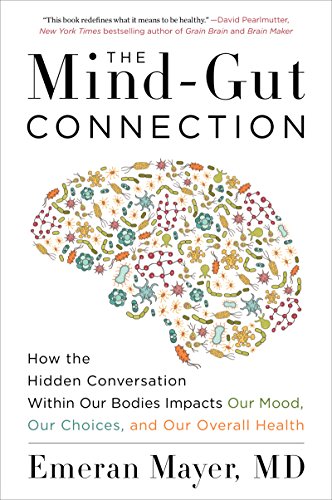 "This book redefines what it means to be healthy." —David Pearlmutter,
New York Times bestselling author of Grain Brain and Brain Maker
THE
Mind-Gut
CONNECTION
How the
Hidden Conversation
Within Our Bodies Impacts Our Mood,
Our Choices, and Our Overall Health
Emeran Mayer, MD